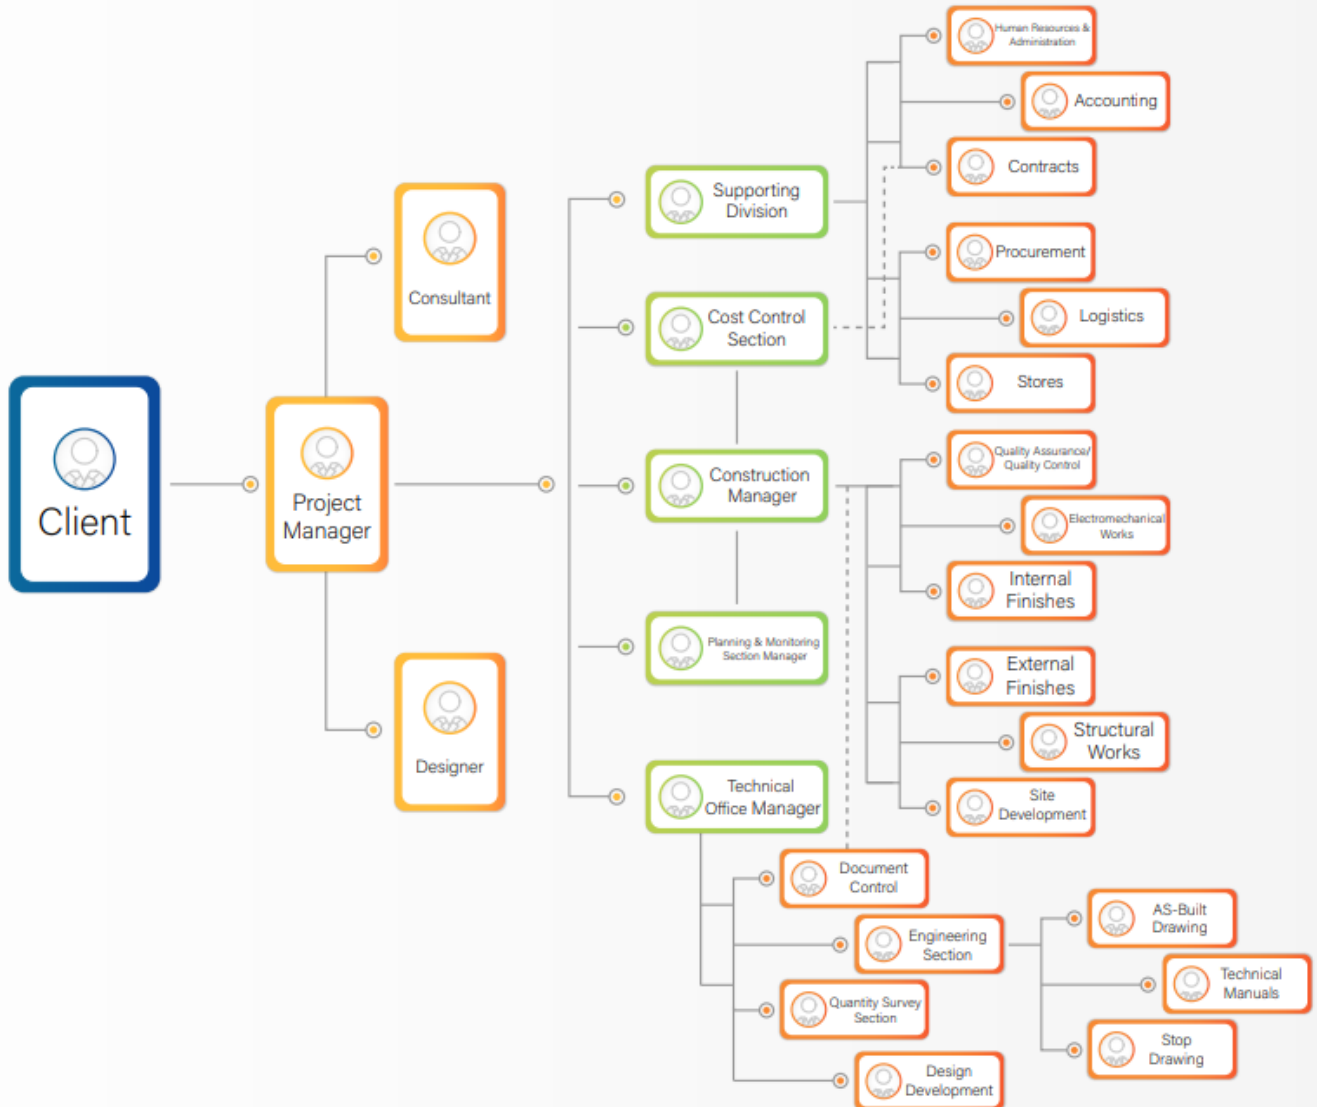 Client
Project
Manager
Consultant
Designer
Supporting
Division
Cost Control
Section
Construction
Manager
Planning & Monitoring
Section Manager
Technical
Office Manager
Human Resources &
Administration
Accounting
Contracts
Procurement
Logistics
Stores
Quality Assurance/
Quality Control
Electromechanical
Works
Internal
Finishes
External
Finishes
Structural
Works
Site
Development
Document
Control
Engineering
Section
Quantity Survey
Section
Design
Development
AS-Built
Drawing
Technical
Manuals
Stop
Drawing